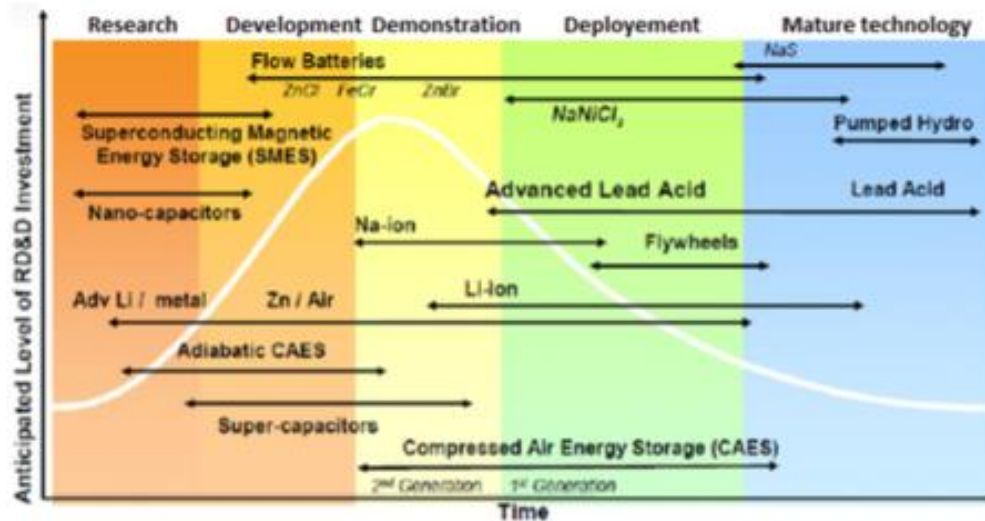 Research Development Demonstration Deployement Mature technology
NaS
Flow Batteries
ZnCl FeCr ZnBr
NaNiCl₂
Superconducting Magnetic
Energy Storage (SMES)
Pumped Hydro
Advanced Lead Acid Lead Acid
Nano-capacitors
Na-ion
Flywheels
Li-ion
Adv Li / metal Zn / Air
Adiabatic CAES
Super-capacitors
Compressed Air Energy Storage (CAES)
2nd Generation 1st Generation
Time
Anticipated Level of RD&D Investment